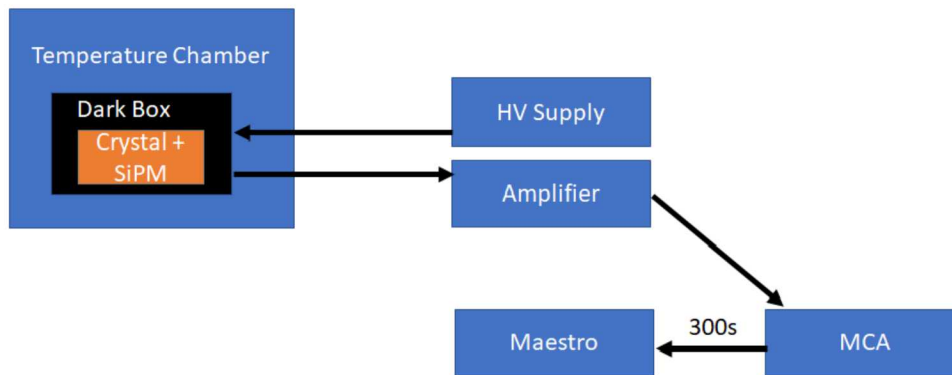 Temperature Chamber
Dark Box
Crystal +
SiPM
HV Supply
Amplifier
Maestro
300s
MCA